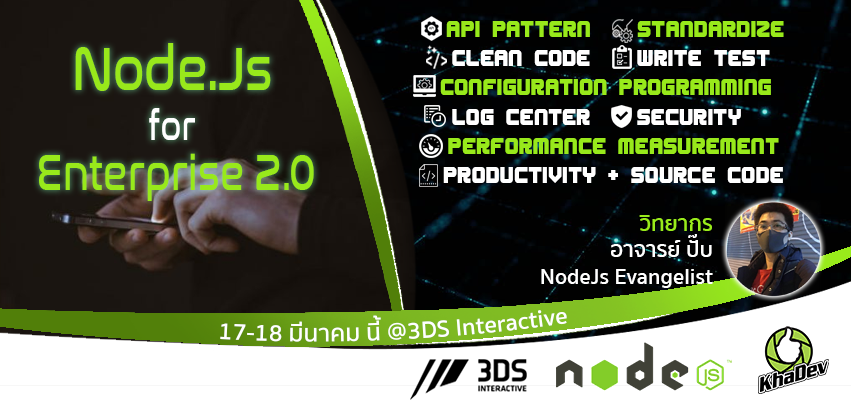 Node.Js
for
Enterprise 2.0
API PATTERN STANDARDIZE
CLEAN CODE WRITE TEST
CONFIGURATION PROGRAMMING
LOG CENTER SECURITY
PERFORMANCE MEASUREMENT
PRODUCTIVITY + SOURCE CODE
วิทยากร
อาจารย์ ปั๊บ
NodeJs Evangelist
17-18 มีนาคม นี้ @3DS Interactive
3DS
INTERACTIVE
node
JS
™
KhaDev